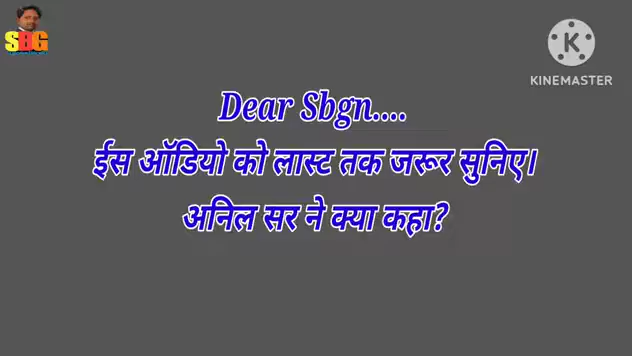 SBG
KINEMASTER
Dear Sbgn....
ईस ऑडियो को लास्ट तक जरूर सुनिए।
अनिल सर ने क्या कहा?